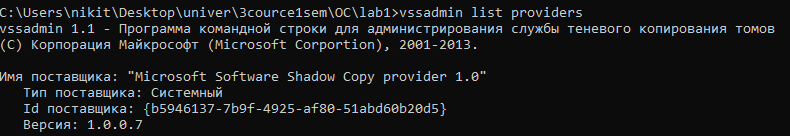 C:\Users\nikit\Desktop\univer\3cource1sem\OC\lab1>vssadmin list providers
vssadmin 1.1 - Программа командной строки для администрирования службы теневого копирования томов
(C) Корпорация Майкрософт (Microsoft Corportion), 2001-2013.
Имя поставщика: "Microsoft Software Shadow Copy provider 1.0"
Тип поставщика: Системный
Id поставщика: {b5946137-7b9f-4925-af80-51abd60b20d5}
Версия: 1.0.0.7